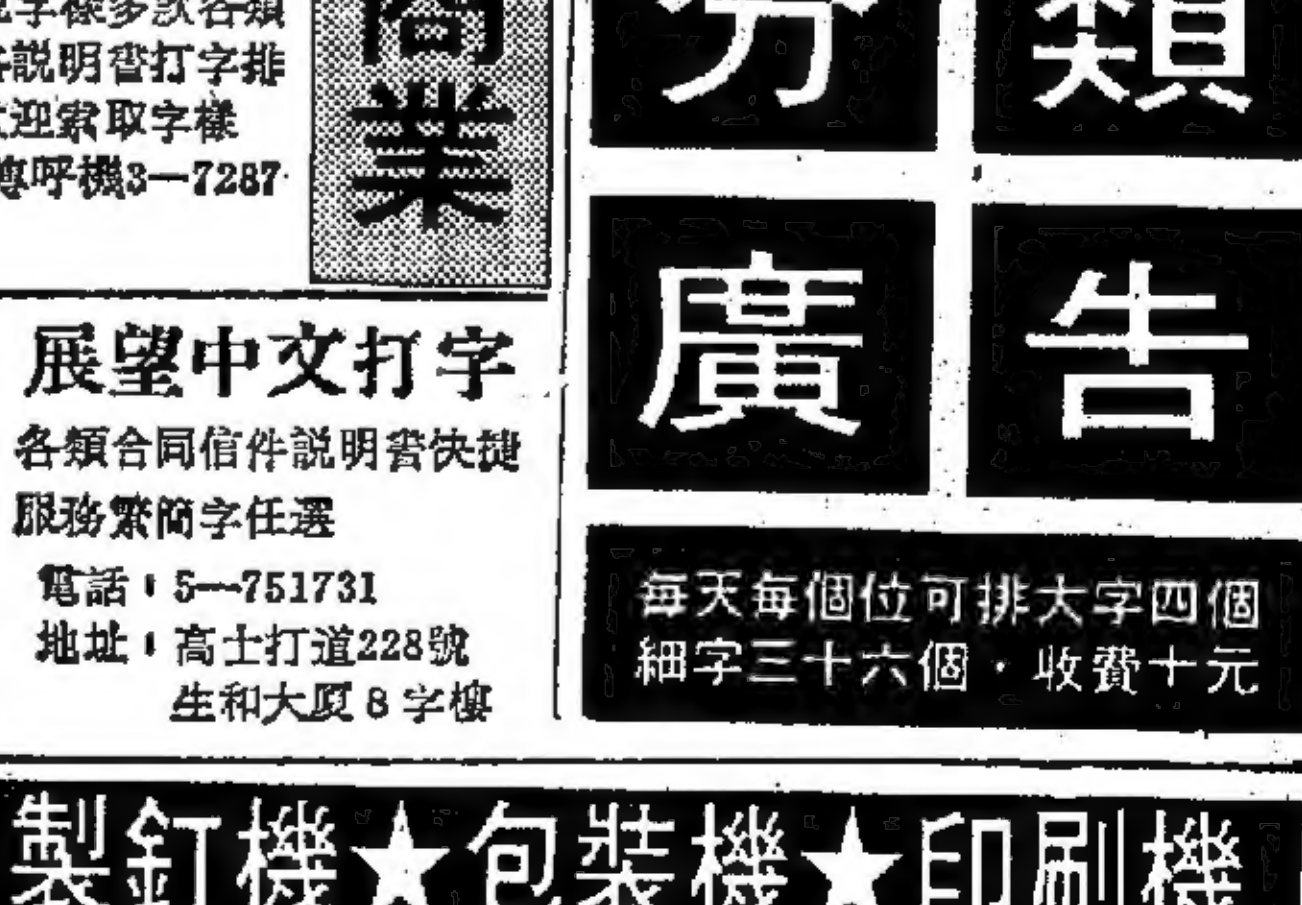 字樣多款各類
説明書打字排
迎索取字樣
傳呼機3—7287
商業
展望中文打字
各類合同信件説明書快捷
服務繁簡字任選
電話：5—751731
地址：高士打道228號
生和大厦8字樓
分類
廣告
每天每個位可排大字四個
細字三十六個・收費十元
製釘機★包裝機★印刷機